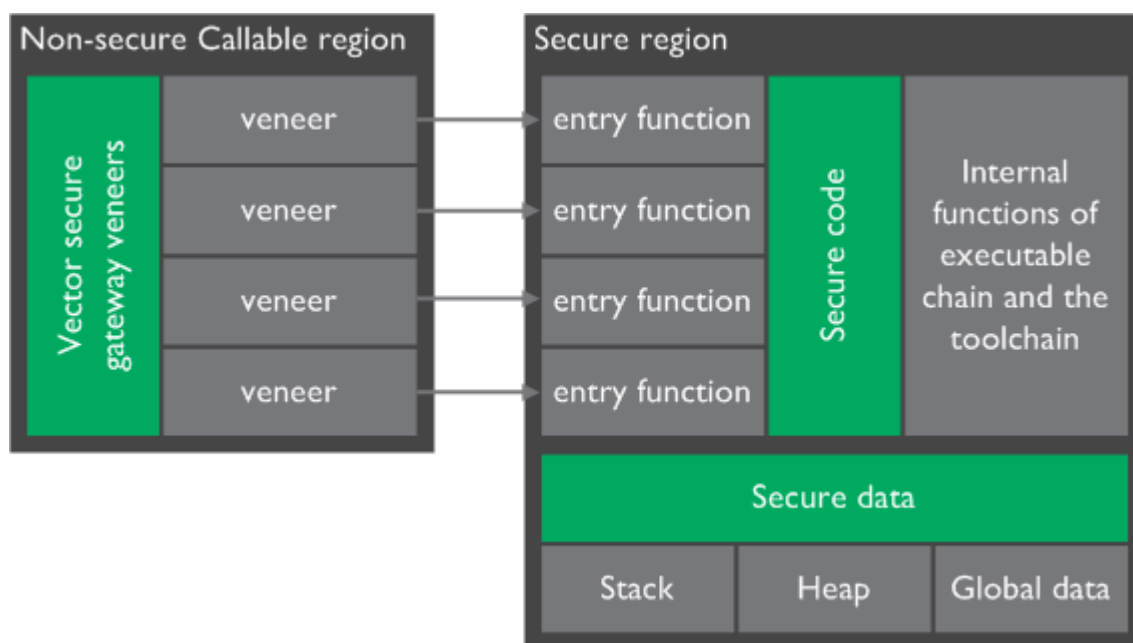 Non-secure Callable region
Vector secure
gateway veneers
veneer
veneer
veneer
veneer
Secure region
entry function
entry function
entry function
entry function
Secure code
Internal
functions of
executable
chain and the
toolchain
Secure data
Stack
Heap
Global data